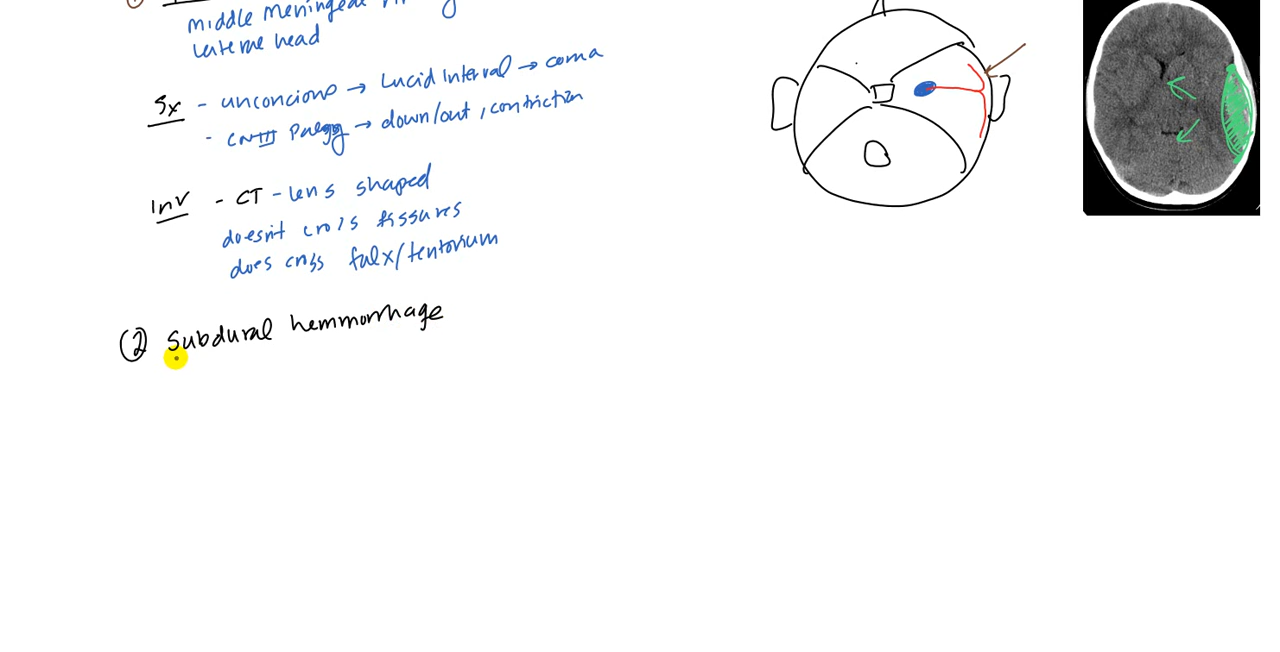 middle meningeal
lateral head
Sx - unconcious → Lucid Interval → coma
- CN III Palsy → down/out, contriction
Inv - CT - lens shaped
doesn't cross fissures
does cross falx/tentorium
② Subdural hemmorrhage